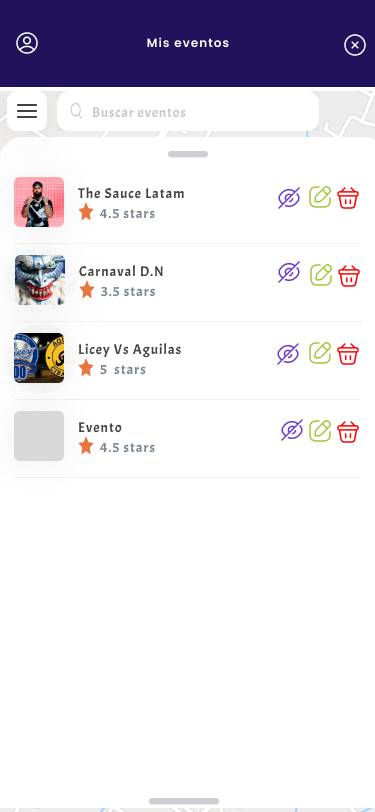 Mis eventos
Buscar eventos
The Sauce Latam
4.5 stars
Carnaval D.N
3.5 stars
Licey Vs Aguilas
5 stars
Evento
4.5 stars